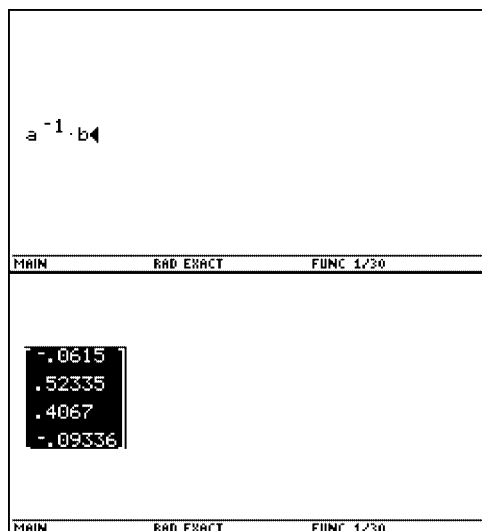 a⁻¹·b
MAIN RAD EXACT FUNC 1/30
-.0615
.52335
.4067
-.09336
MAIN RAD EXACT FUNC 1/30